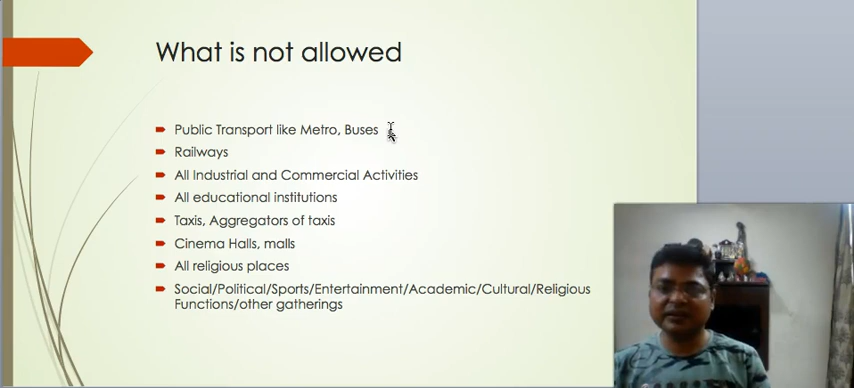 What is not allowed
Public Transport like Metro, Buses
Railways
All Industrial and Commercial Activities
All educational institutions
Taxis, Aggregators of taxis
Cinema Halls, malls
All religious places
Social/Political/Sports/Entertainment/Academic/Cultural/Religious
Functions/other gatherings